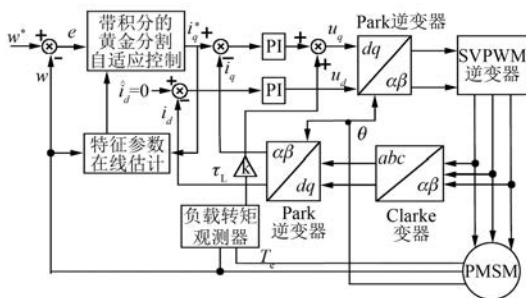 Park逆变器
w*
e
带积分的
黄金分割
自适应控制
i*q
PI
uq
dq
αβ
SVPWM
逆变器
w
iq
îd=0
PI
ud
id
特征参数
在线估计
θ
τL
k
αβ
dq
abc
αβ
负载转矩
观测器
Park
逆变器
Clarke
变器
Te
PMSM